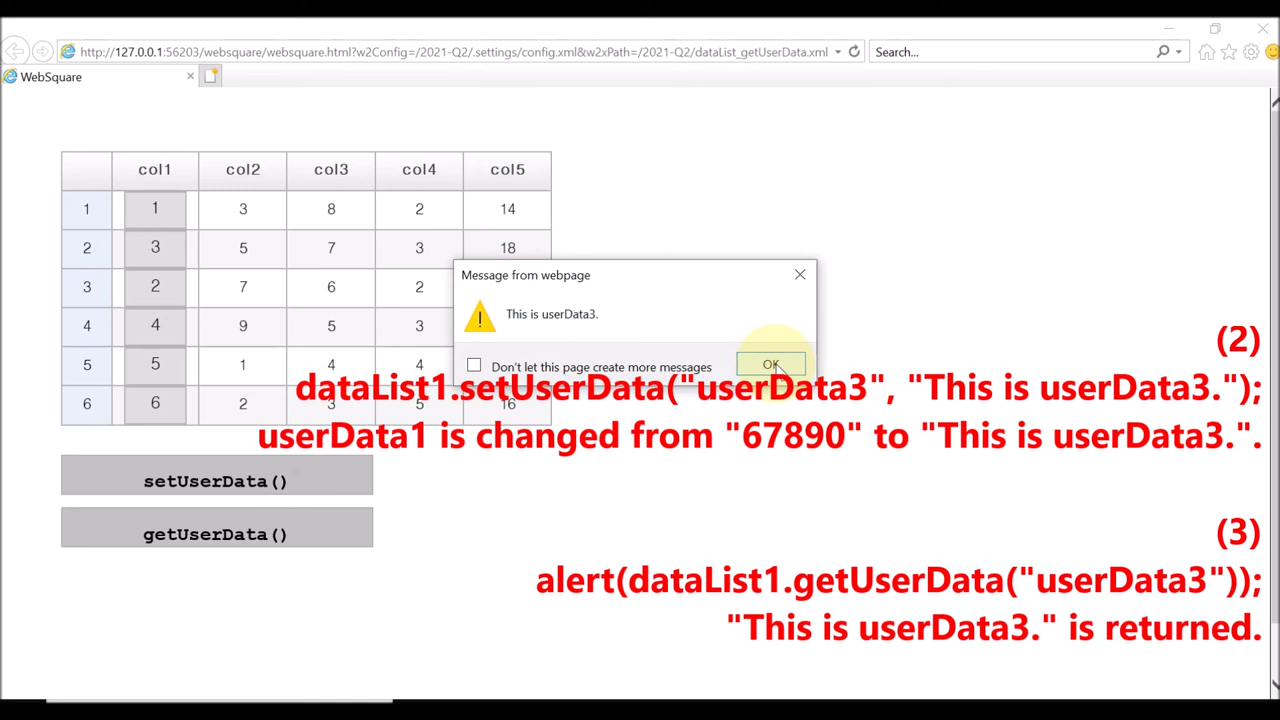 http://127.0.0.1:56203/websquare/websquare.html?w2Config=/2021-Q2/.settings/config.xml&w2xPath=/2021-Q2/dataList_getUserData.xml
Search...
WebSquare
col1 col2 col3 col4 col5
1 1 3 8 2 14
2 3 5 7 3 18
3 2 7 6 2
4 4 9 5 3
5 5 1 4 4
6 6 2 3 5 16
Message from webpage
This is userData3.
Don't let this page create more messages
OK
(2)
dataList1.setUserData("userData3", "This is userData3.");
userData1 is changed from "67890" to "This is userData3.".
setUserData()
getUserData()
(3)
alert(dataList1.getUserData("userData3"));
"This is userData3." is returned.